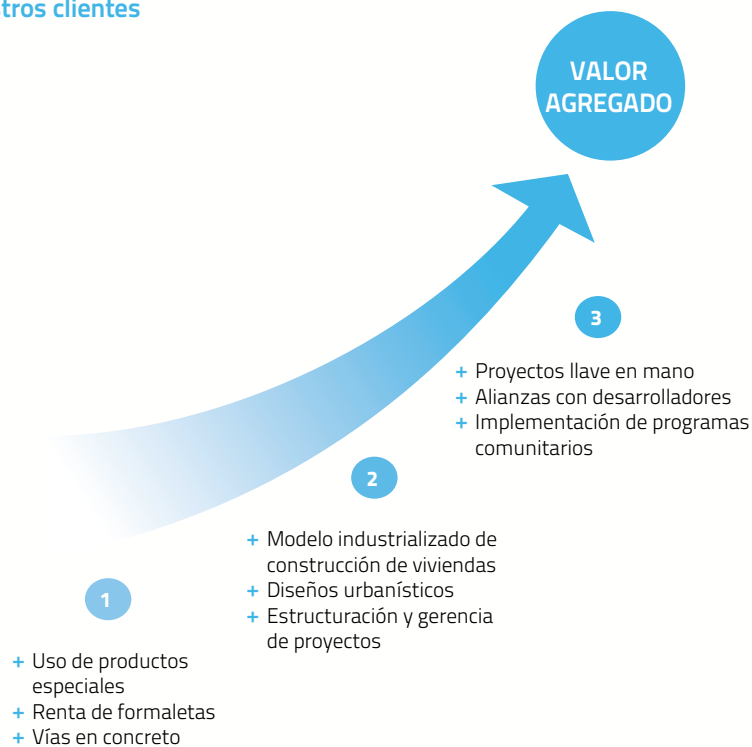 tros clientes
VALOR
AGREGADO
3
+ Proyectos llave en mano
+ Alianzas con desarrolladores
+ Implementación de programas
comunitarios
2
+ Modelo industrializado de
construcción de viviendas
+ Diseños urbanísticos
+ Estructuración y gerencia
de proyectos
1
+ Uso de productos
especiales
+ Renta de formaletas
+ Vías en concreto